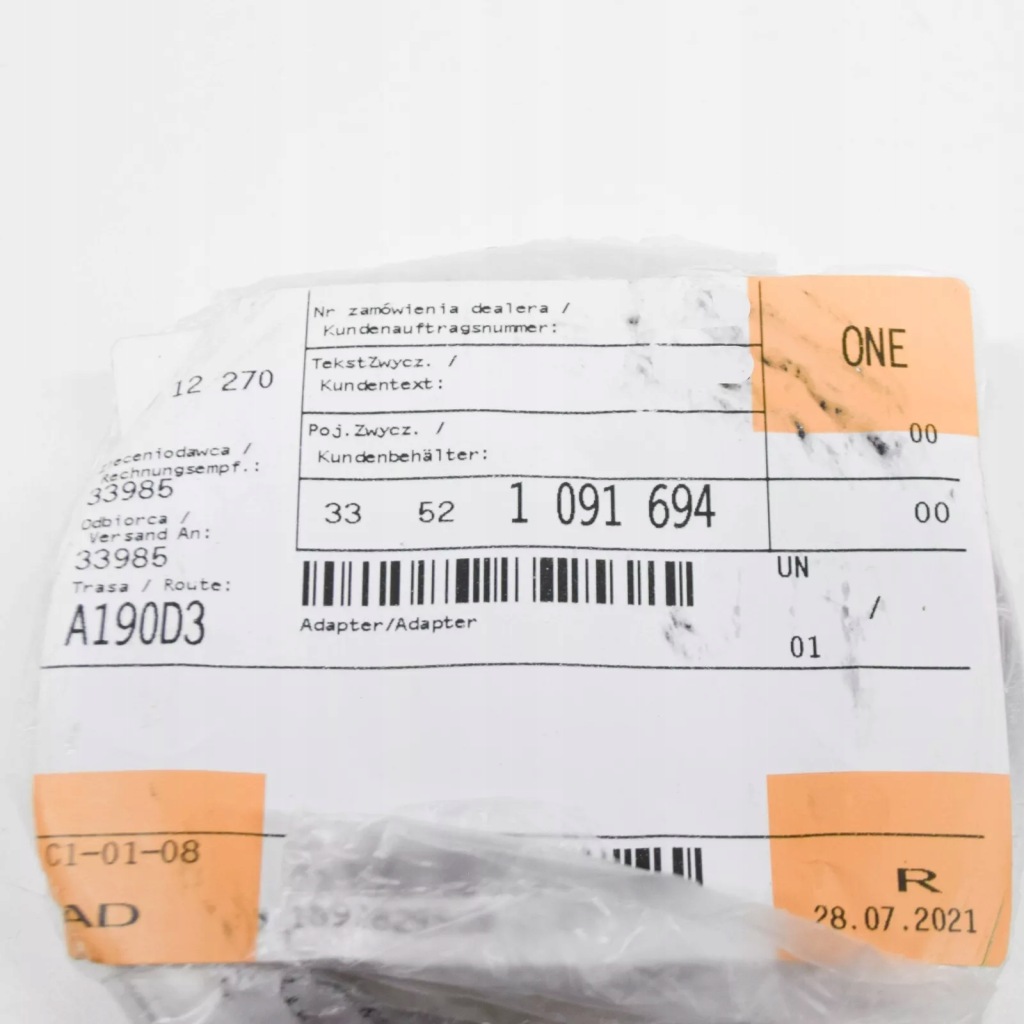 Nr zamówienia dealera /
Kundenauftragsnummer:
ONE
TekstZwycz. /
Kundentext:
12 270
00
Poj.Zwycz. /
Kundenbehälter:
/
Rechnungsempf.:
33985
33 52 1 091 694
00
Odbiorca /
Versand An:
33985
UN
Trasa / Route:
A190D3
Adapter/Adapter
/
01
C1-01-08
AD
R
28.07.2021